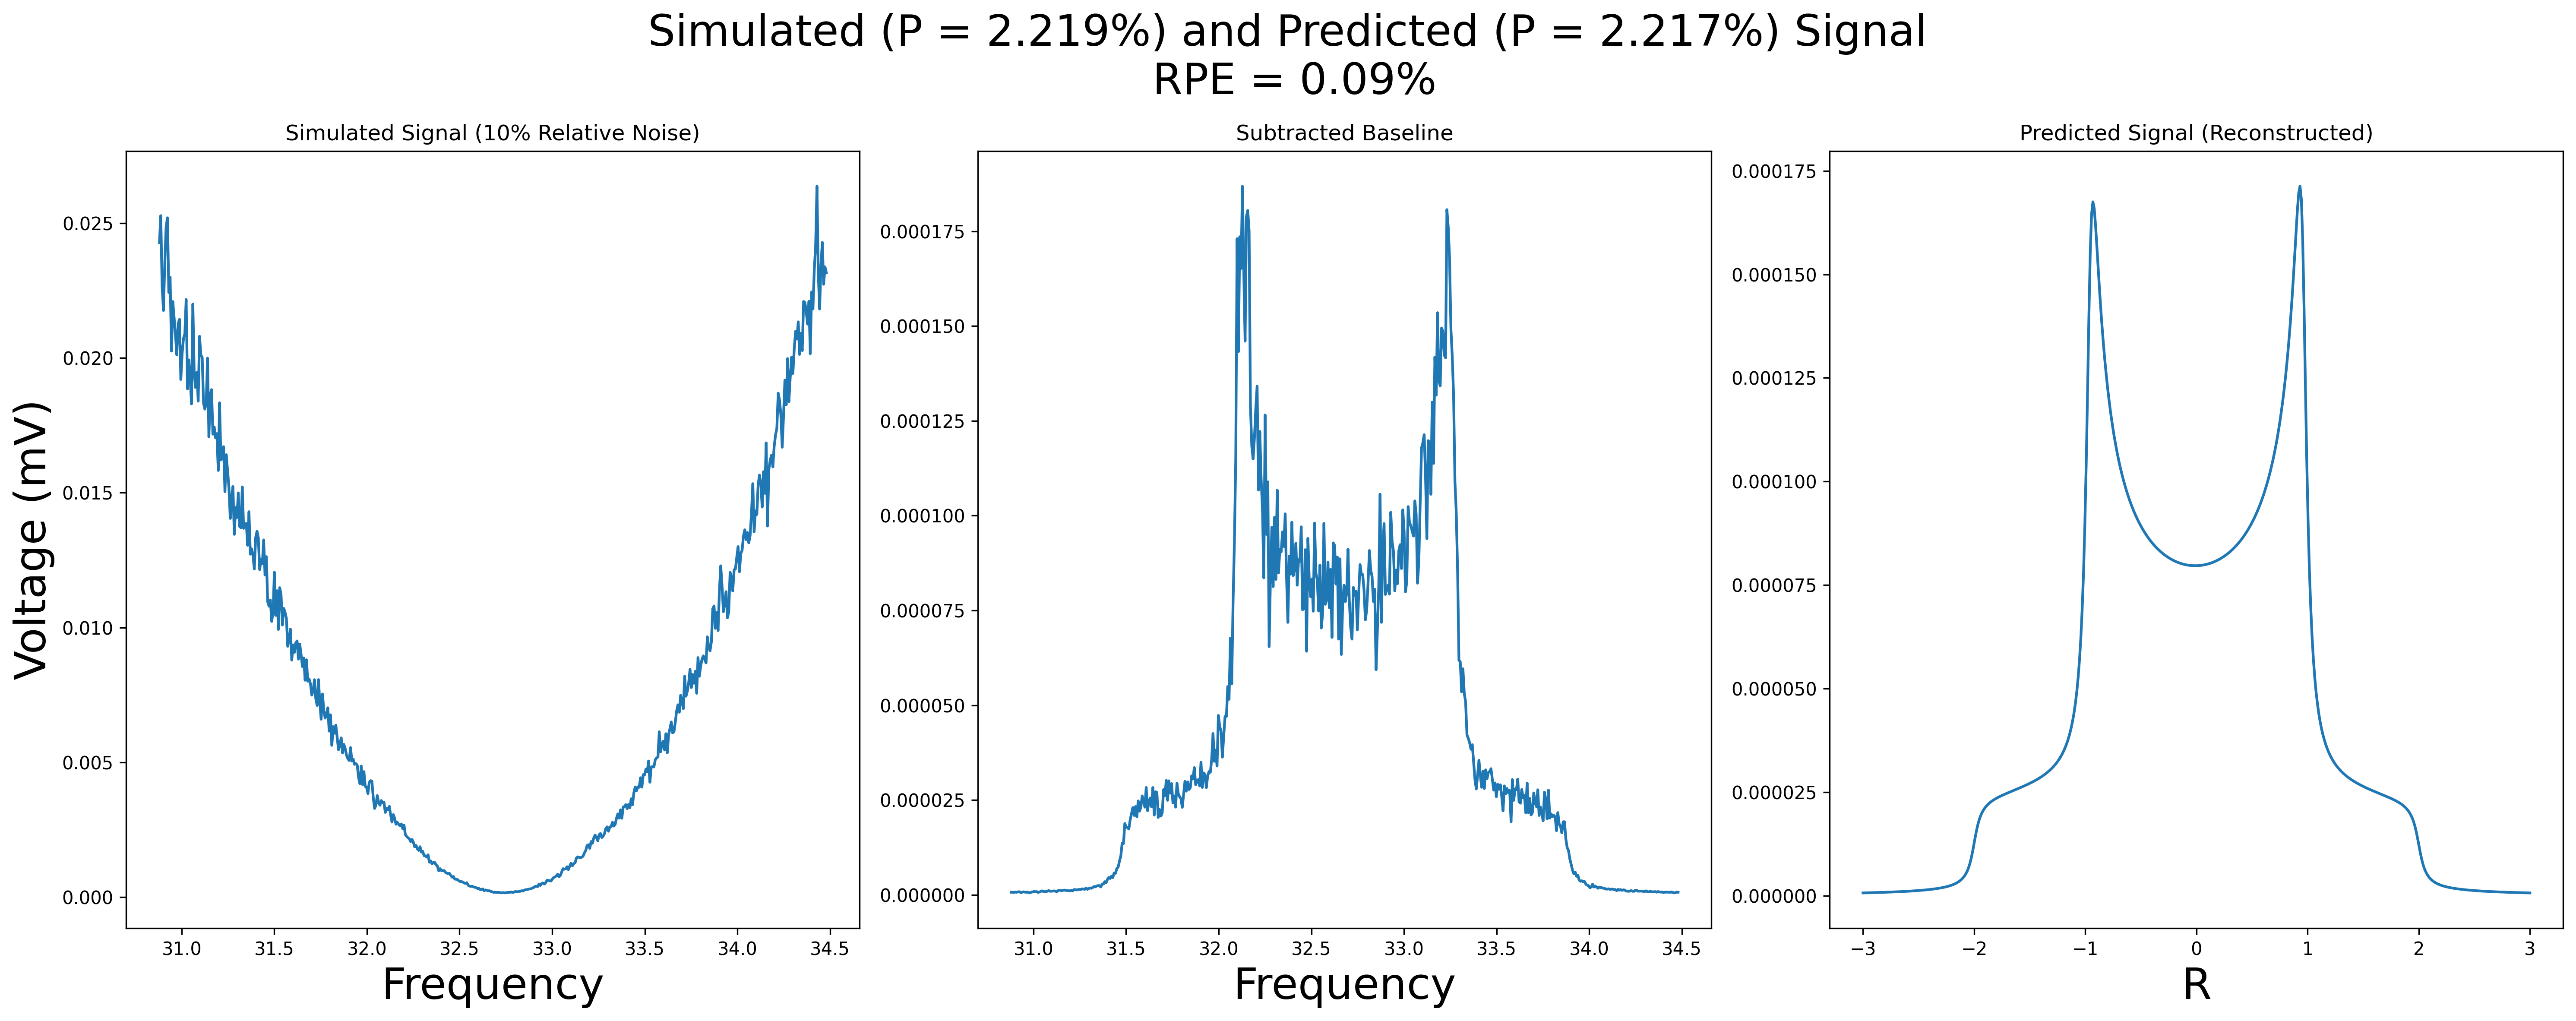 Simulated (P = 2.219%) and Predicted (P = 2.217%) Signal
RPE = 0.09%
Simulated Signal (10% Relative Noise)
Voltage (mV)
0.025
0.020
0.015
0.010
0.005
0.000
31.0 31.5 32.0 32.5 33.0 33.5 34.0 34.5
Frequency
Subtracted Baseline
0.000175
0.000150
0.000125
0.000100
0.000075
0.000050
0.000025
0.000000
31.0 31.5 32.0 32.5 33.0 33.5 34.0 34.5
Frequency
Predicted Signal (Reconstructed)
0.000175
0.000150
0.000125
0.000100
0.000075
0.000050
0.000025
0.000000
−3 −2 −1 0 1 2 3
R